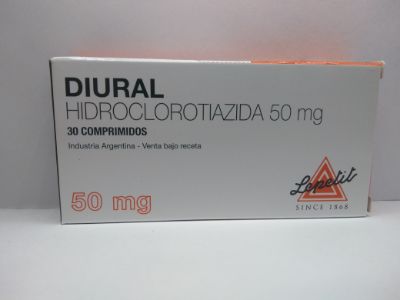 DIURAL
HIDROCLOROTIAZIDA 50 mg
30 COMPRIMIDOS
Industria Argentina - Venta bajo receta
50 mg
Lepetit
SINCE 1868